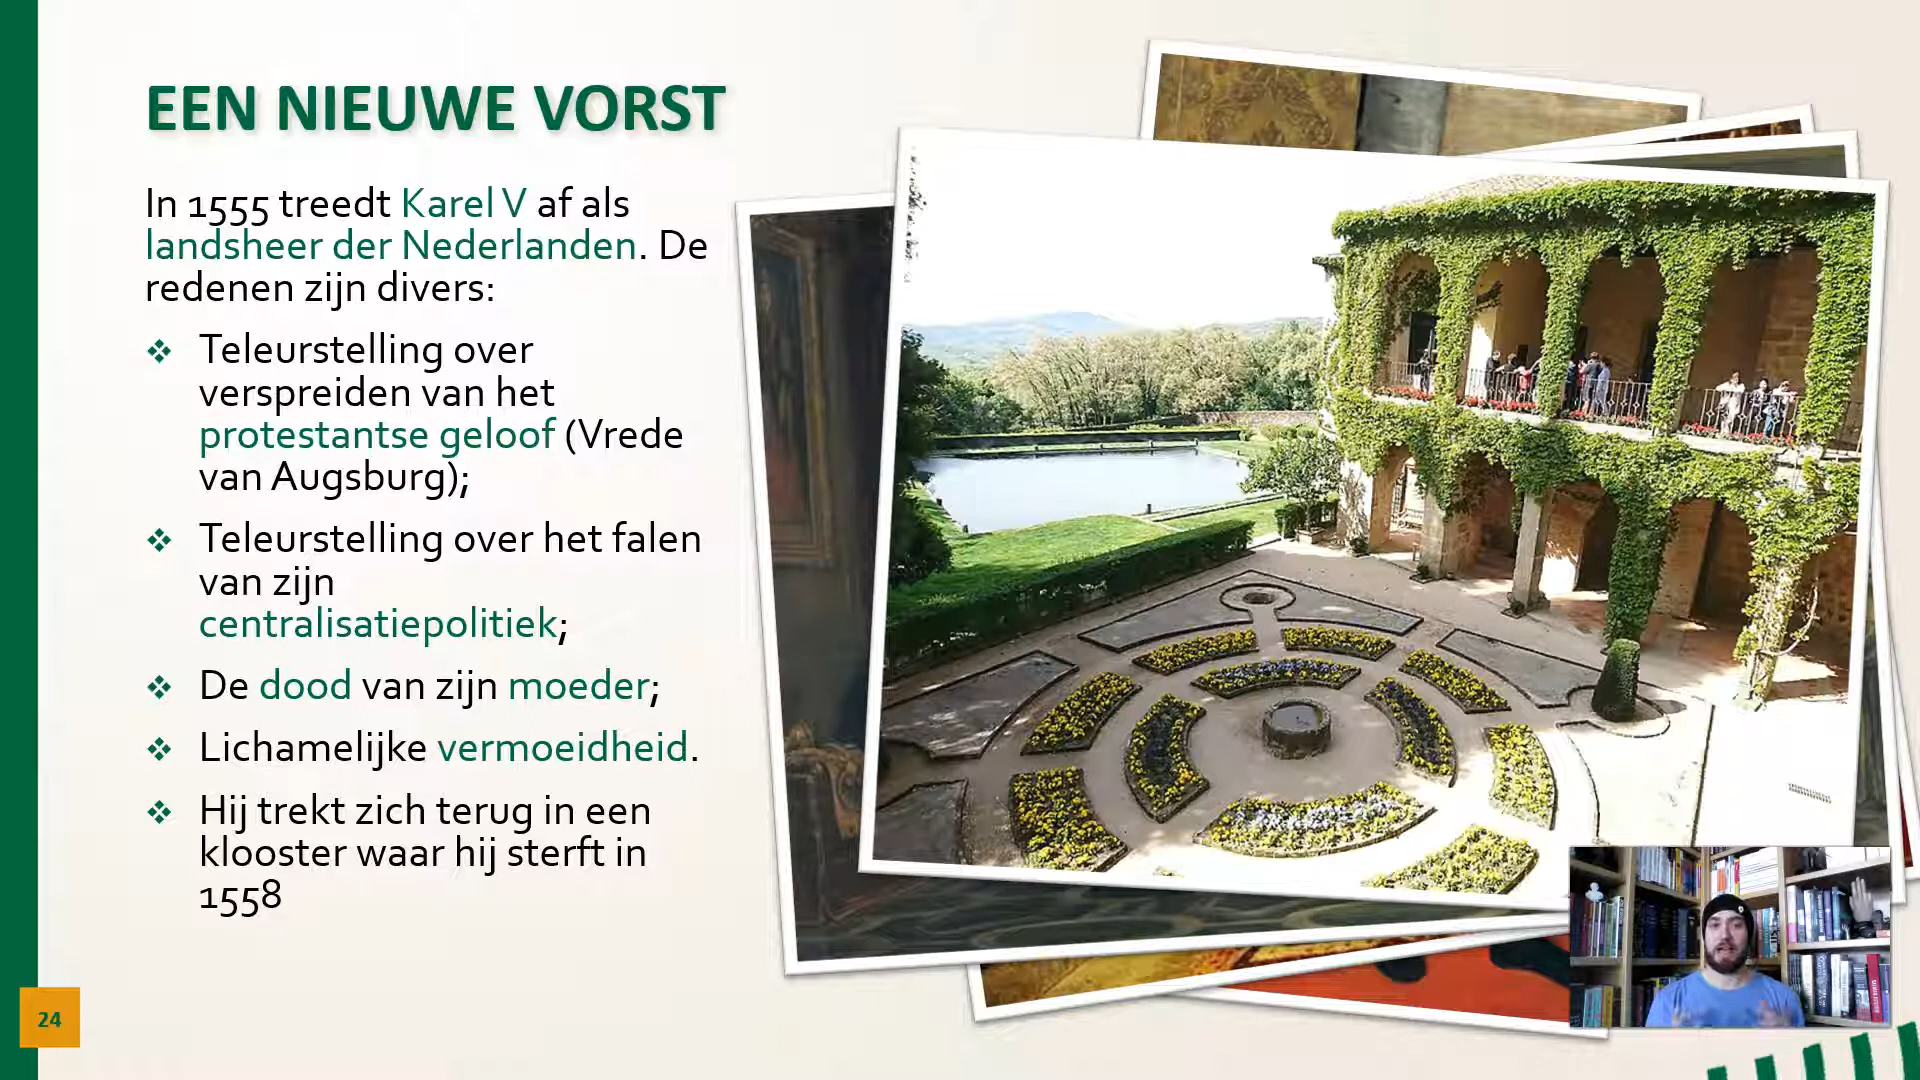 EEN NIEUWE VORST
In 1555 treedt Karel V af als
landsheer der Nederlanden. De
redenen zijn divers:
Teleurstelling over
verspreiden van het
protestantse geloof (Vrede
van Augsburg);
Teleurstelling over het falen
van zijn
centralisatiepolitiek;
De dood van zijn moeder;
Lichamelijke vermoeidheid.
Hij trekt zich terug in een
klooster waar hij sterft in
1558
24